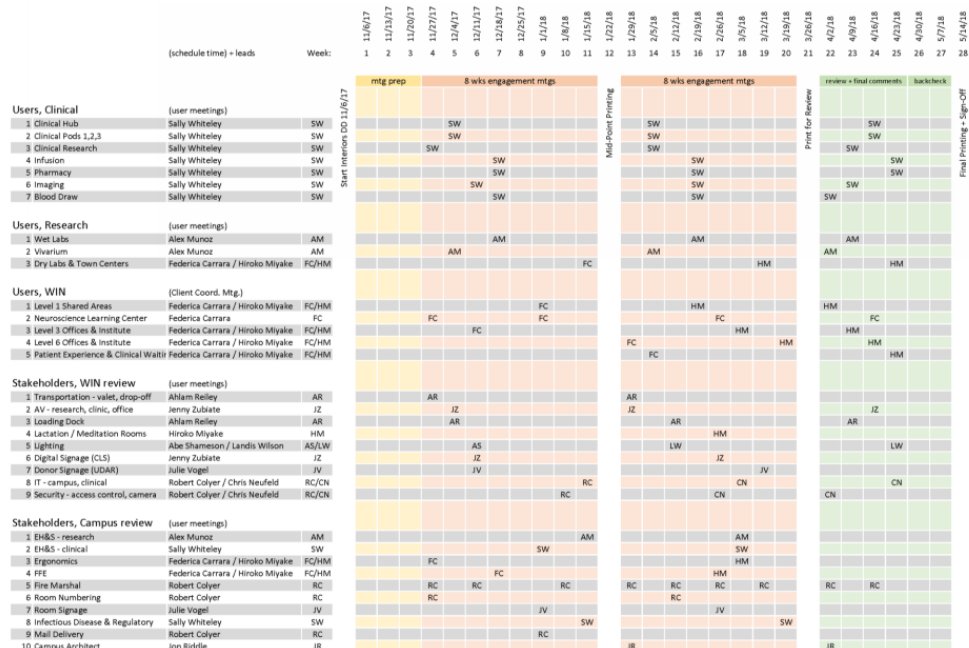 11/6/17 11/13/17 11/20/17 11/27/17 12/4/17 12/11/17 12/18/17 12/25/17 1/1/18 1/8/18 1/15/18 1/22/18 1/29/18 2/5/18 2/12/18 2/19/18 2/26/18 3/5/18 3/12/18 3/19/18 3/26/18 4/2/18 4/9/18 4/16/18 4/23/18 4/30/18 5/7/18 5/14/18
(schedule time) + leads Week: 1 2 3 4 5 6 7 8 9 10 11 12 13 14 15 16 17 18 19 20 21 22 23 24 25 26 27 28
mtg prep 8 wks engagement mtgs 8 wks engagement mtgs review + final comments backcheck
Start Interiors DD 11/6/17
Mid-Point Printing
Print for Review
Final Printing + Sign-Off
Users, Clinical (user meetings)
1 Clinical Hub Sally Whiteley SW SW SW SW
2 Clinical Pods 1,2,3 Sally Whiteley SW SW SW SW
3 Clinical Research Sally Whiteley SW SW SW SW
4 Infusion Sally Whiteley SW SW SW SW
5 Pharmacy Sally Whiteley SW SW SW SW
6 Imaging Sally Whiteley SW SW SW SW
7 Blood Draw Sally Whiteley SW SW SW SW
Users, Research (user meetings)
1 Wet Labs Alex Munoz AM AM AM AM
2 Vivarium Alex Munoz AM AM AM AM
3 Dry Labs & Town Centers Federica Carrara / Hiroko Miyake FC/HM FC HM HM
Users, WIN (Client Coord. Mtg.)
1 Level 1 Shared Areas Federica Carrara / Hiroko Miyake FC/HM FC HM HM
2 Neuroscience Learning Center Federica Carrara FC FC FC FC FC
3 Level 3 Offices & Institute Federica Carrara / Hiroko Miyake FC/HM FC HM HM
4 Level 6 Offices & Institute Federica Carrara / Hiroko Miyake FC/HM FC HM HM
5 Patient Experience & Clinical Waitin Federica Carrara / Hiroko Miyake FC/HM FC HM
Stakeholders, WIN review (user meetings)
1 Transportation - valet, drop-off Ahlam Reiley AR AR AR
2 AV - research, clinic, office Jenny Zubiate JZ JZ JZ JZ
3 Loading Dock Ahlam Reiley AR AR AR AR
4 Lactation / Meditation Rooms Hiroko Miyake HM HM
5 Lighting Abe Shameson / Landis Wilson AS/LW AS LW LW
6 Digital Signage (CLS) Jenny Zubiate JZ JZ JZ
7 Donor Signage (UDAR) Julie Vogel JV JV JV
8 IT - campus, clinical Robert Colyer / Chris Neufeld RC/CN RC CN CN
9 Security - access control, camera Robert Colyer / Chris Neufeld RC/CN RC CN CN
Stakeholders, Campus review (user meetings)
1 EH&S - research Alex Munoz AM AM AM
2 EH&S - clinical Sally Whiteley SW SW SW
3 Ergonomics Federica Carrara / Hiroko Miyake FC/HM FC HM
4 FFE Federica Carrara / Hiroko Miyake FC/HM FC HM
5 Fire Marshal Robert Colyer RC RC RC RC RC RC RC RC RC RC RC
6 Room Numbering Robert Colyer RC RC RC
7 Room Signage Julie Vogel JV JV JV
8 Infectious Disease & Regulatory Sally Whiteley SW SW SW
9 Mail Delivery Robert Colyer RC RC
10 Campus Architect Jon Riddle JR JR JR